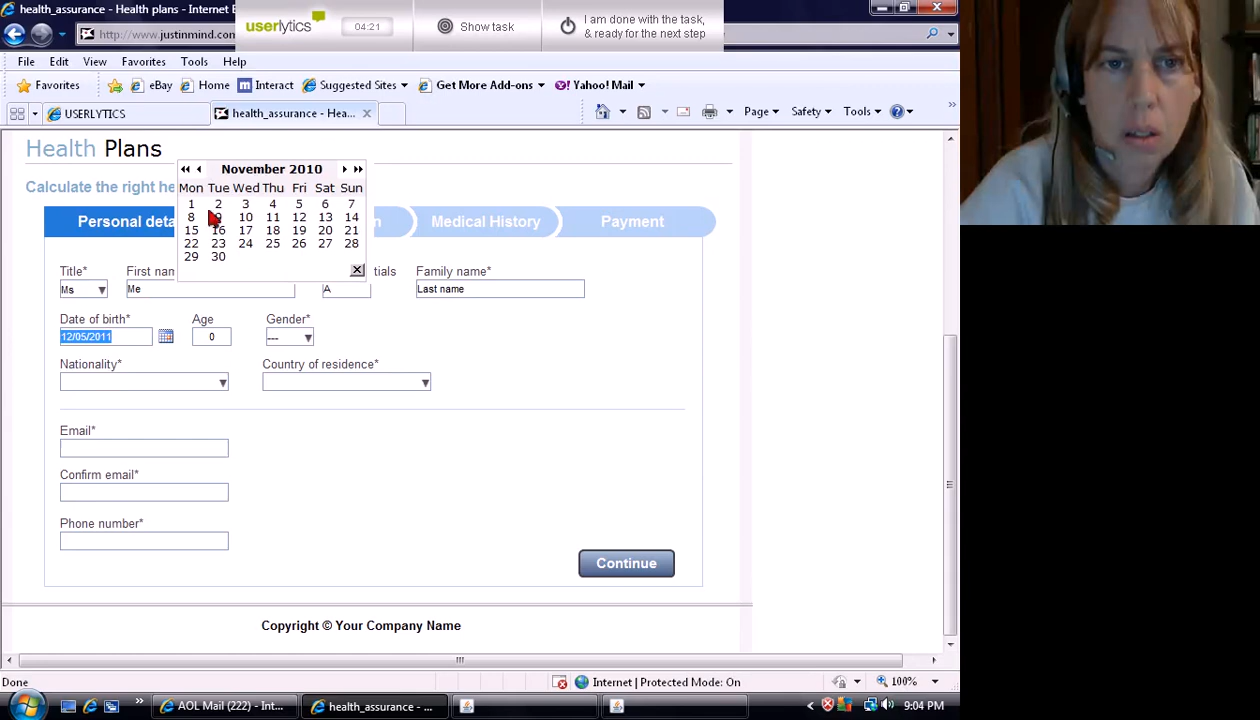 health_assurance - Health plans - Internet E
userlytics
04:21
Show task
I am done with the task,
& ready for the next step
http://www.justinmind.com
File Edit View Favorites Tools Help
Favorites eBay Home Interact Suggested Sites Get More Add-ons Yahoo! Mail
USERLYTICS health_assurance - Hea...
Page Safety Tools
Health Plans
Calculate the right he
November 2010
Mon Tue Wed Thu Fri Sat Sun
1 2 3 4 5 6 7
8 9 10 11 12 13 14
15 16 17 18 19 20 21
22 23 24 25 26 27 28
29 30
Personal deta n Medical History Payment
Title* First nam tials Family name*
Ms Me A Last name
Date of birth* Age Gender*
12/05/2011 0 ---
Nationality* Country of residence*
Email*
Confirm email*
Phone number*
Continue
Copyright © Your Company Name
Done Internet | Protected Mode: On 100%
AOL Mail (222) - Int... health_assurance - ... 9:04 PM